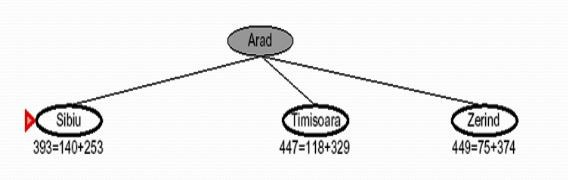 Arad
Sibiu
Timisoara
Zerind
393=140+253
447=118+329
449=75+374